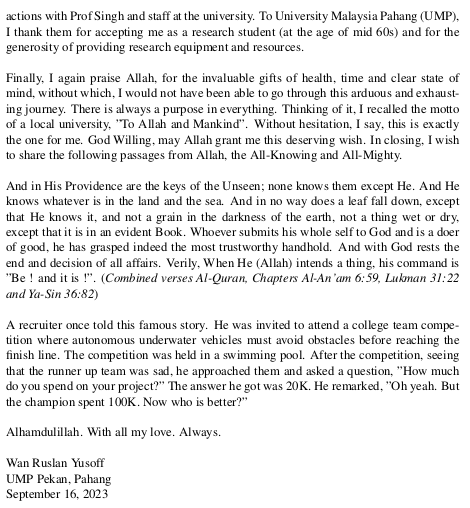 actions with Prof Singh and staff at the university. To University Malaysia Pahang (UMP),
I thank them for accepting me as a research student (at the age of mid 60s) and for the
generosity of providing research equipment and resources.
Finally, I again praise Allah, for the invaluable gifts of health, time and clear state of
mind, without which, I would not have been able to go through this arduous and exhaust-
ing journey. There is always a purpose in everything. Thinking of it, I recalled the motto
of a local university, ”To Allah and Mankind”. Without hesitation, I say, this is exactly
the one for me. God Willing, may Allah grant me this deserving wish. In closing, I wish
to share the following passages from Allah, the All-Knowing and All-Mighty.
And in His Providence are the keys of the Unseen; none knows them except He. And He
knows whatever is in the land and the sea. And in no way does a leaf fall down, except
that He knows it, and not a grain in the darkness of the earth, not a thing wet or dry,
except that it is in an evident Book. Whoever submits his whole self to God and is a doer
of good, he has grasped indeed the most trustworthy handhold. And with God rests the
end and decision of all affairs. Verily, When He (Allah) intends a thing, his command is
”Be ! and it is !”. (Combined verses Al-Quran, Chapters Al-An’am 6:59, Lukman 31:22
and Ya-Sin 36:82)
A recruiter once told this famous story. He was invited to attend a college team compe-
tition where autonomous underwater vehicles must avoid obstacles before reaching the
finish line. The competition was held in a swimming pool. After the competition, seeing
that the runner up team was sad, he approached them and asked a question, ”How much
do you spend on your project?” The answer he got was 20K. He remarked, ”Oh yeah. But
the champion spent 100K. Now who is better?”
Alhamdulillah. With all my love. Always.
Wan Ruslan Yusoff
UMP Pekan, Pahang
September 16, 2023